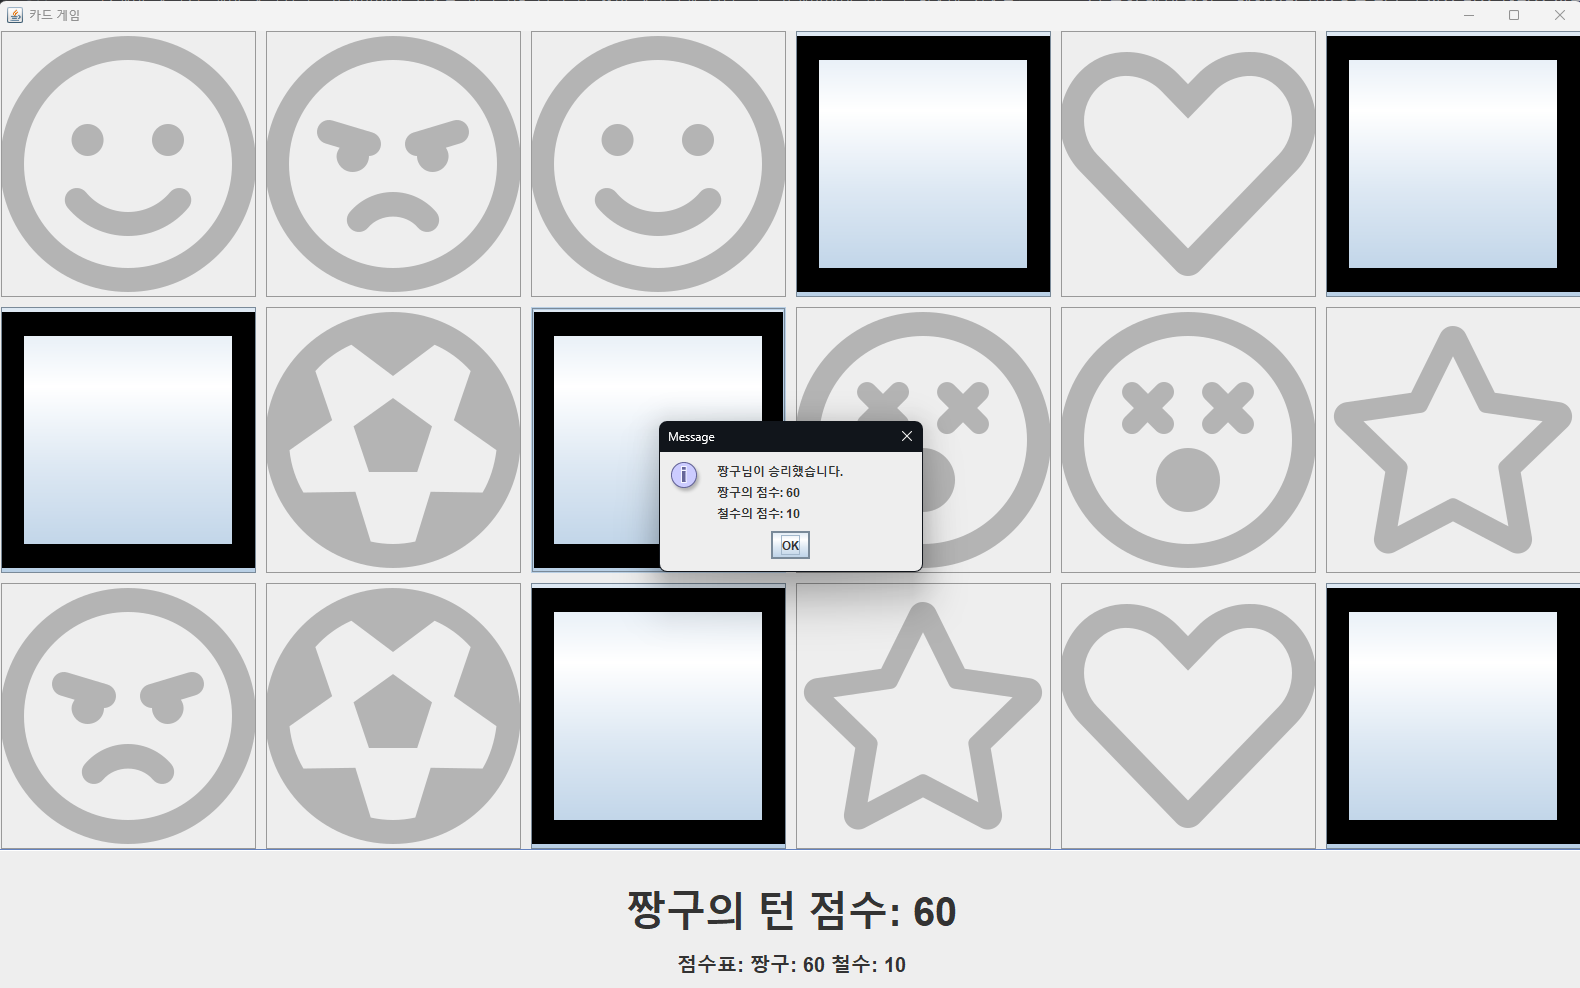 카드 게임
Message
짱구님이 승리했습니다.
짱구의 점수: 60
철수의 점수: 10
OK
짱구의 턴 점수: 60
점수표: 짱구: 60 철수: 10